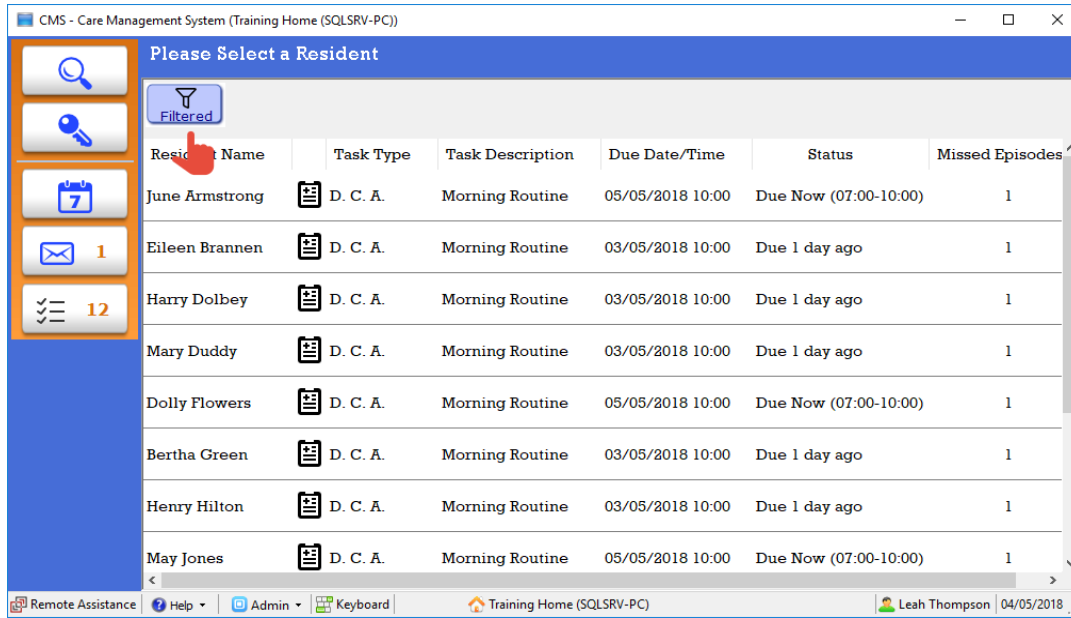 CMS - Care Management System (Training Home (SQLSRV-PC))
Please Select a Resident
Filtered
Resident Name Task Type Task Description Due Date/Time Status Missed Episodes
June Armstrong D. C. A. Morning Routine 05/05/2018 10:00 Due Now (07:00-10:00) 1
Eileen Brannen D. C. A. Morning Routine 03/05/2018 10:00 Due 1 day ago 1
Harry Dolbey D. C. A. Morning Routine 03/05/2018 10:00 Due 1 day ago 1
Mary Duddy D. C. A. Morning Routine 03/05/2018 10:00 Due 1 day ago 1
Dolly Flowers D. C. A. Morning Routine 05/05/2018 10:00 Due Now (07:00-10:00) 1
Bertha Green D. C. A. Morning Routine 03/05/2018 10:00 Due 1 day ago 1
Henry Hilton D. C. A. Morning Routine 03/05/2018 10:00 Due 1 day ago 1
May Jones D. C. A. Morning Routine 05/05/2018 10:00 Due Now (07:00-10:00) 1
7
1
12
Remote Assistance Help Admin Keyboard Training Home (SQLSRV-PC) Leah Thompson 04/05/2018